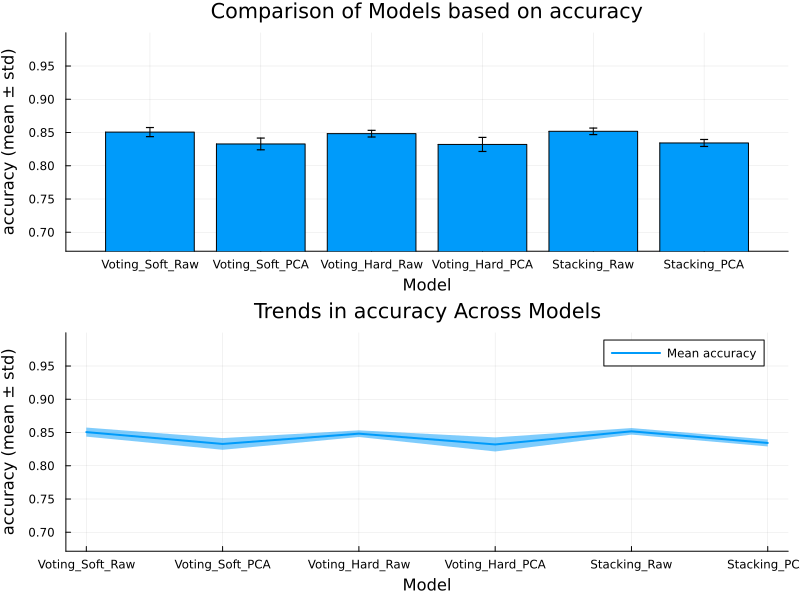 Comparison of Models based on accuracy
accuracy (mean ± std)
0.95
0.90
0.85
0.80
0.75
0.70
Voting_Soft_Raw Voting_Soft_PCA Voting_Hard_Raw Voting_Hard_PCA Stacking_Raw Stacking_PCA
Model
Trends in accuracy Across Models
accuracy (mean ± std)
Mean accuracy
0.95
0.90
0.85
0.80
0.75
0.70
Voting_Soft_Raw Voting_Soft_PCA Voting_Hard_Raw Voting_Hard_PCA Stacking_Raw Stacking_PC
Model